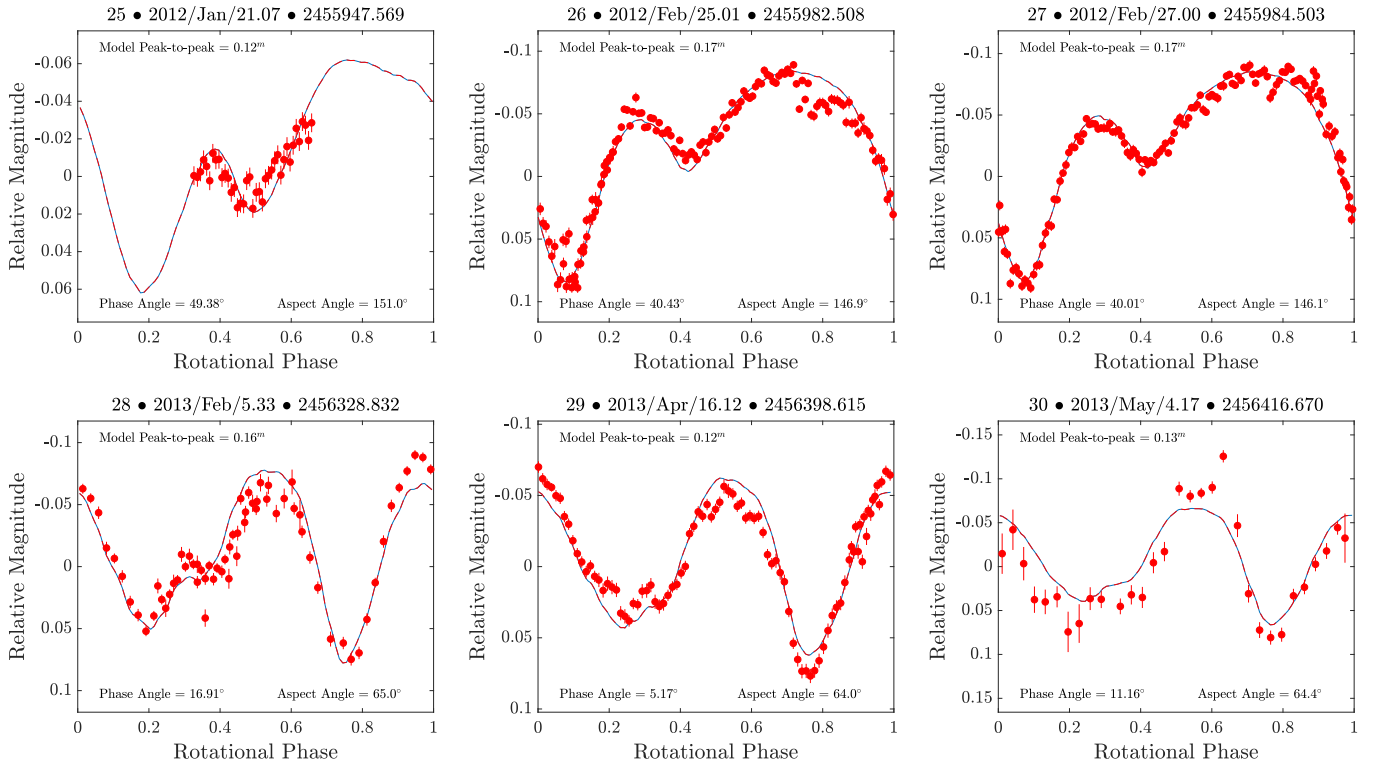 25 ● 2012/Jan/21.07 ● 2455947.569
Model Peak-to-peak = 0.12ᵐ
-0.06
-0.04
-0.02
0
0.02
0.04
0.06
Relative Magnitude
Phase Angle = 49.38°
Aspect Angle = 151.0°
0 0.2 0.4 0.6 0.8 1
Rotational Phase
26 ● 2012/Feb/25.01 ● 2455982.508
Model Peak-to-peak = 0.17ᵐ
-0.1
-0.05
0
0.05
0.1
Relative Magnitude
Phase Angle = 40.43°
Aspect Angle = 146.9°
0 0.2 0.4 0.6 0.8 1
Rotational Phase
27 ● 2012/Feb/27.00 ● 2455984.503
Model Peak-to-peak = 0.17ᵐ
-0.1
-0.05
0
0.05
0.1
Relative Magnitude
Phase Angle = 40.01°
Aspect Angle = 146.1°
0 0.2 0.4 0.6 0.8 1
Rotational Phase
28 ● 2013/Feb/5.33 ● 2456328.832
Model Peak-to-peak = 0.16ᵐ
-0.1
-0.05
0
0.05
0.1
Relative Magnitude
Phase Angle = 16.91°
Aspect Angle = 65.0°
0 0.2 0.4 0.6 0.8 1
Rotational Phase
29 ● 2013/Apr/16.12 ● 2456398.615
Model Peak-to-peak = 0.12ᵐ
-0.1
-0.05
0
0.05
0.1
Relative Magnitude
Phase Angle = 5.17°
Aspect Angle = 64.0°
0 0.2 0.4 0.6 0.8 1
Rotational Phase
30 ● 2013/May/4.17 ● 2456416.670
Model Peak-to-peak = 0.13ᵐ
-0.15
-0.1
-0.05
0
0.05
0.1
0.15
Relative Magnitude
Phase Angle = 11.16°
Aspect Angle = 64.4°
0 0.2 0.4 0.6 0.8 1
Rotational Phase